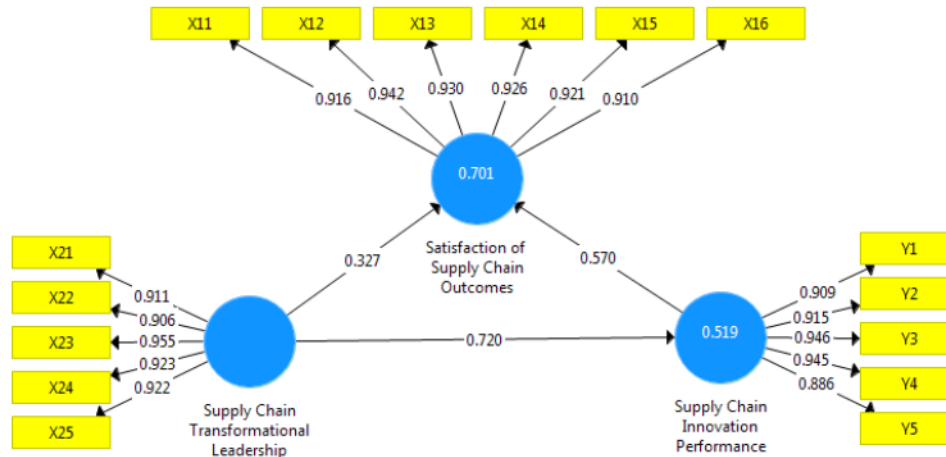 X11 X12 X13 X14 X15 X16
0.916 0.942 0.930 0.926 0.921 0.910
0.701
Satisfaction of
Supply Chain
Outcomes
0.327
0.570
X21
X22
X23
X24
X25
0.911
0.906
0.955
0.923
0.922
Supply Chain
Transformational
Leadership
0.720
0.519
Supply Chain
Innovation
Performance
0.909
0.915
0.946
0.945
0.886
Y1
Y2
Y3
Y4
Y5